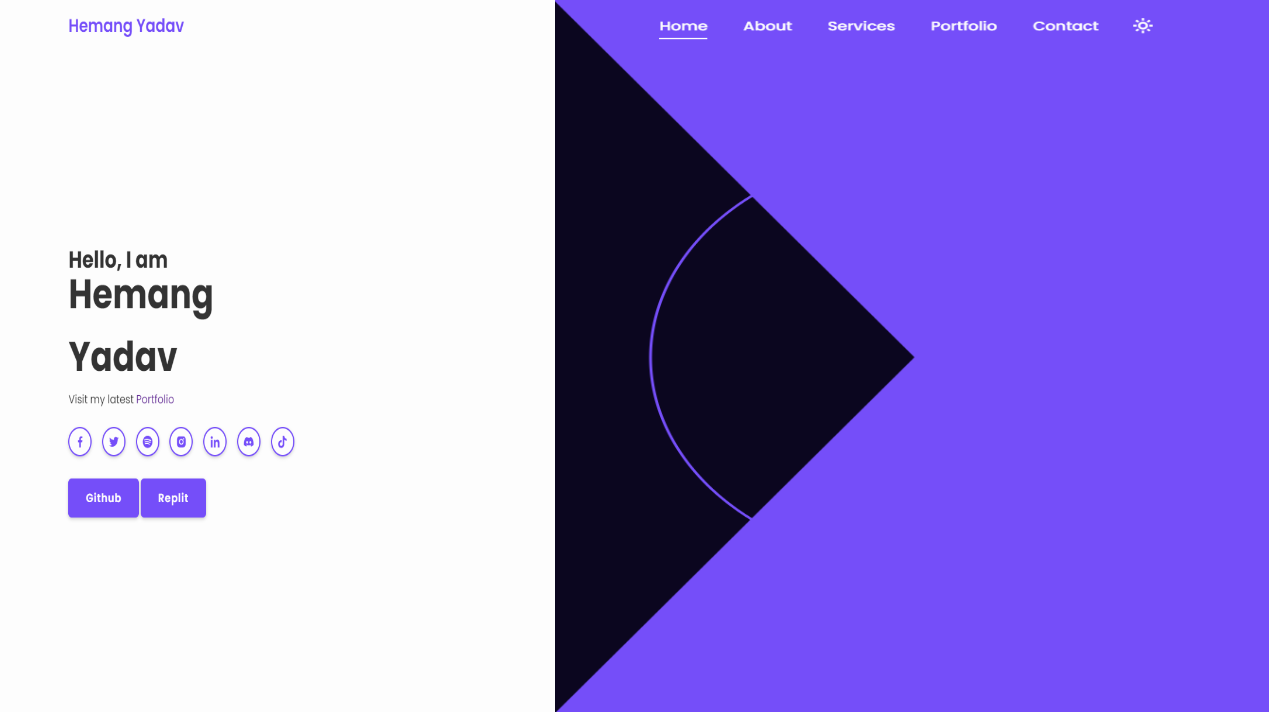 Hemang Yadav
Home About Services Portfolio Contact
Hello, I am
Hemang
Yadav
Visit my latest Portfolio
Github Replit